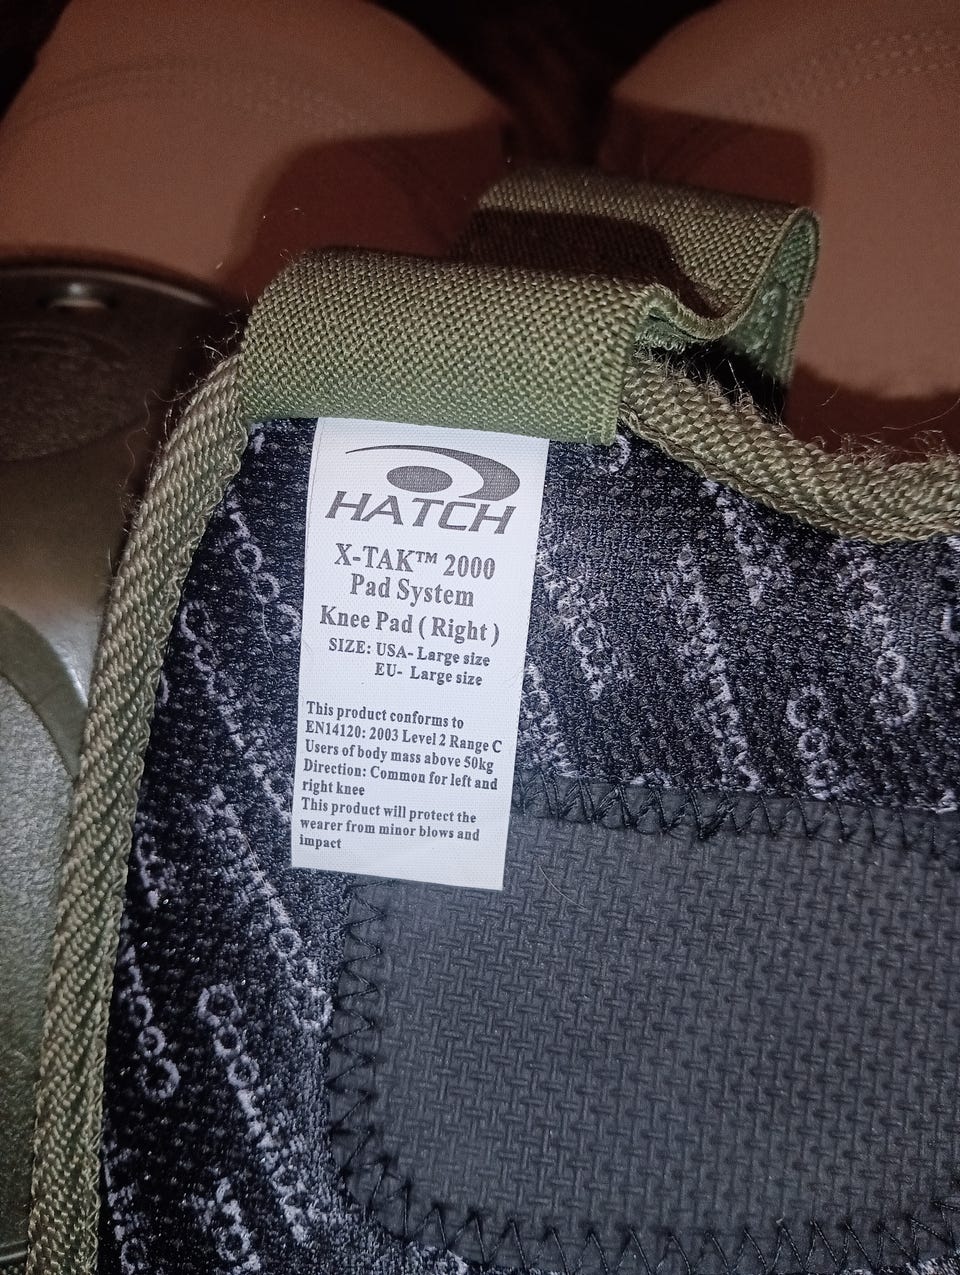 HATCH
X-TAK™ 2000
Pad System
Knee Pad ( Right )
SIZE: USA- Large size
EU- Large size
This product conforms to
EN14120: 2003 Level 2 Range C
Users of body mass above 50kg
Direction: Common for left and
right knee
This product will protect the
wearer from minor blows and
impact